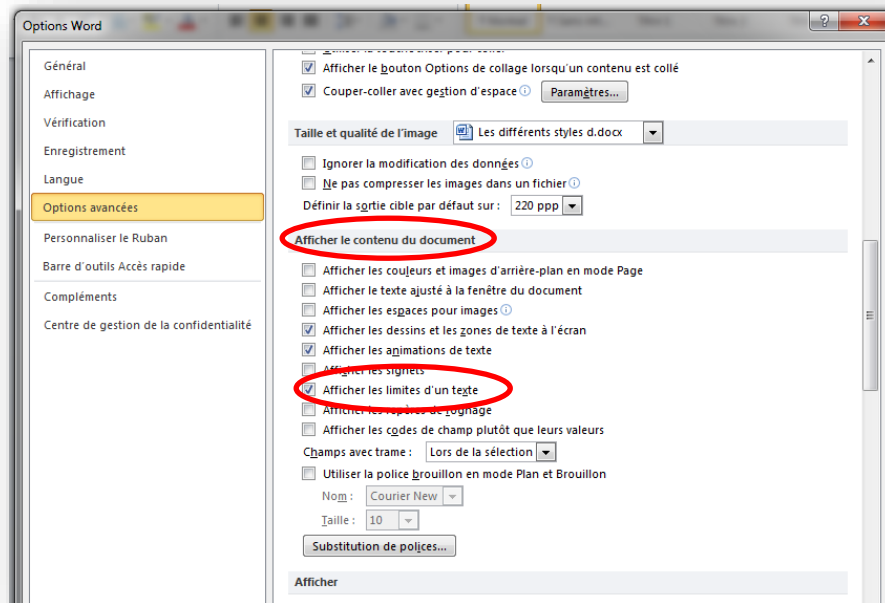 Options Word
Général
Affichage
Vérification
Enregistrement
Langue
Options avancées
Personnaliser le Ruban
Barre d'outils Accès rapide
Compléments
Centre de gestion de la confidentialité
Afficher le bouton Options de collage lorsqu'un contenu est collé
Couper-coller avec gestion d'espace Paramètres...
Taille et qualité de l'image Les différents styles d.docx
Ignorer la modification des données
Ne pas compresser les images dans un fichier
Définir la sortie cible par défaut sur : 220 ppp
Afficher le contenu du document
Afficher les couleurs et images d'arrière-plan en mode Page
Afficher le texte ajusté à la fenêtre du document
Afficher les espaces pour images
Afficher les dessins et les zones de texte à l'écran
Afficher les animations de texte
Afficher les signets
Afficher les limites d'un texte
Afficher les repères de rognage
Afficher les codes de champ plutôt que leurs valeurs
Champs avec trame : Lors de la sélection
Utiliser la police brouillon en mode Plan et Brouillon
Nom : Courier New
Taille : 10
Substitution de polices...
Afficher